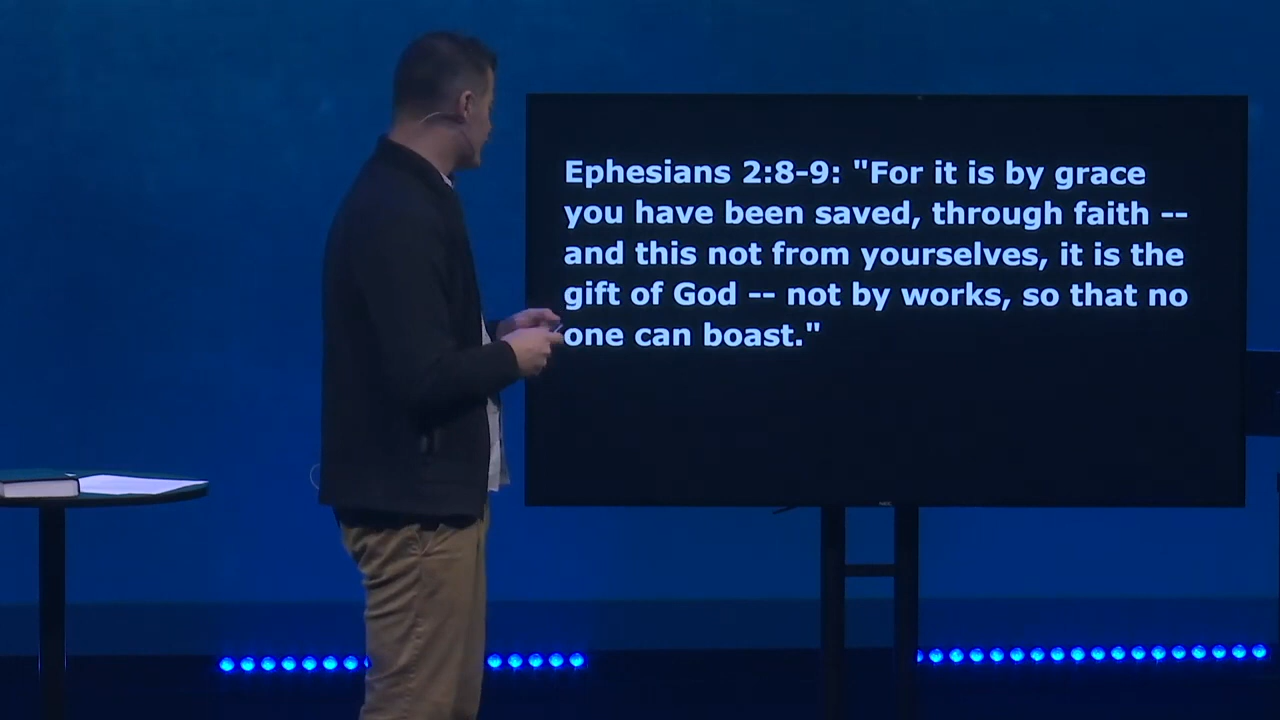 Ephesians 2:8-9: "For it is by grace
you have been saved, through faith --
and this not from yourselves, it is the
gift of God -- not by works, so that no
one can boast."
NEC